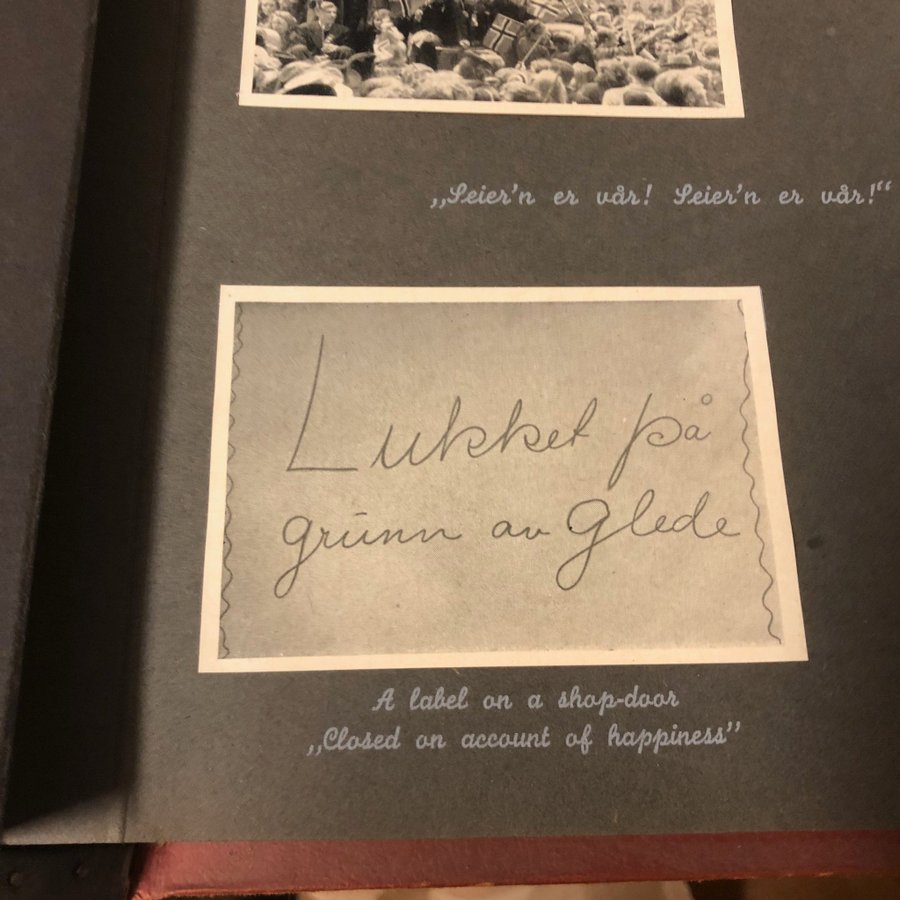 „Seier'n er vår! Seier'n er vår!“
Lukket på
grunn av Glede
A label on a shop-door
„Closed on account of happiness”